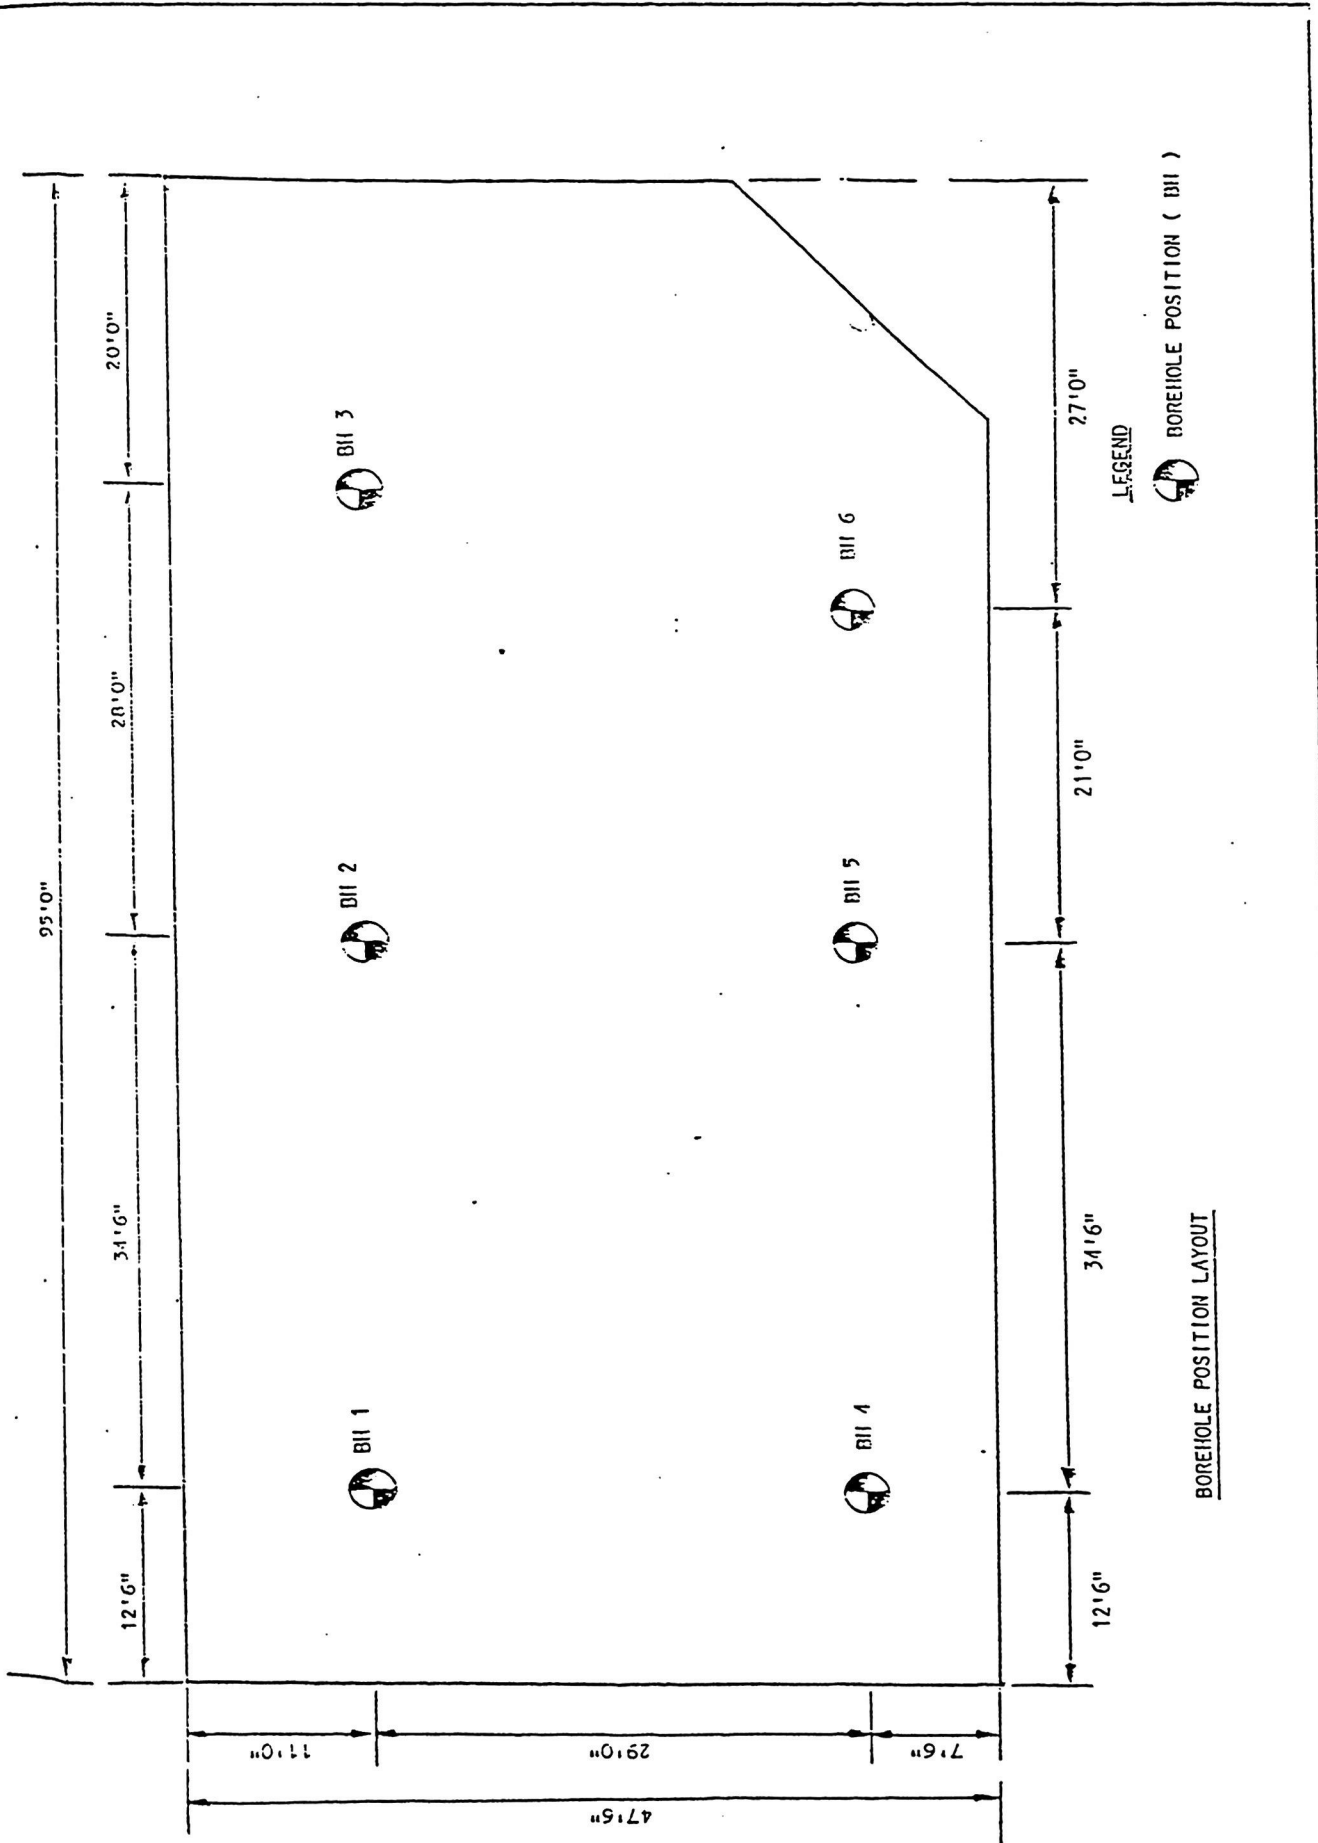 95'0"
12'6"
34'6"
28'0"
20'0"
BH 1
BH 2
BH 3
BH 4
BH 5
BH 6
11'0"
29'0"
7'6"
47'6"
12'6"
34'6"
21'0"
27'0"
LEGEND
BOREHOLE POSITION ( BH )
BOREHOLE POSITION LAYOUT